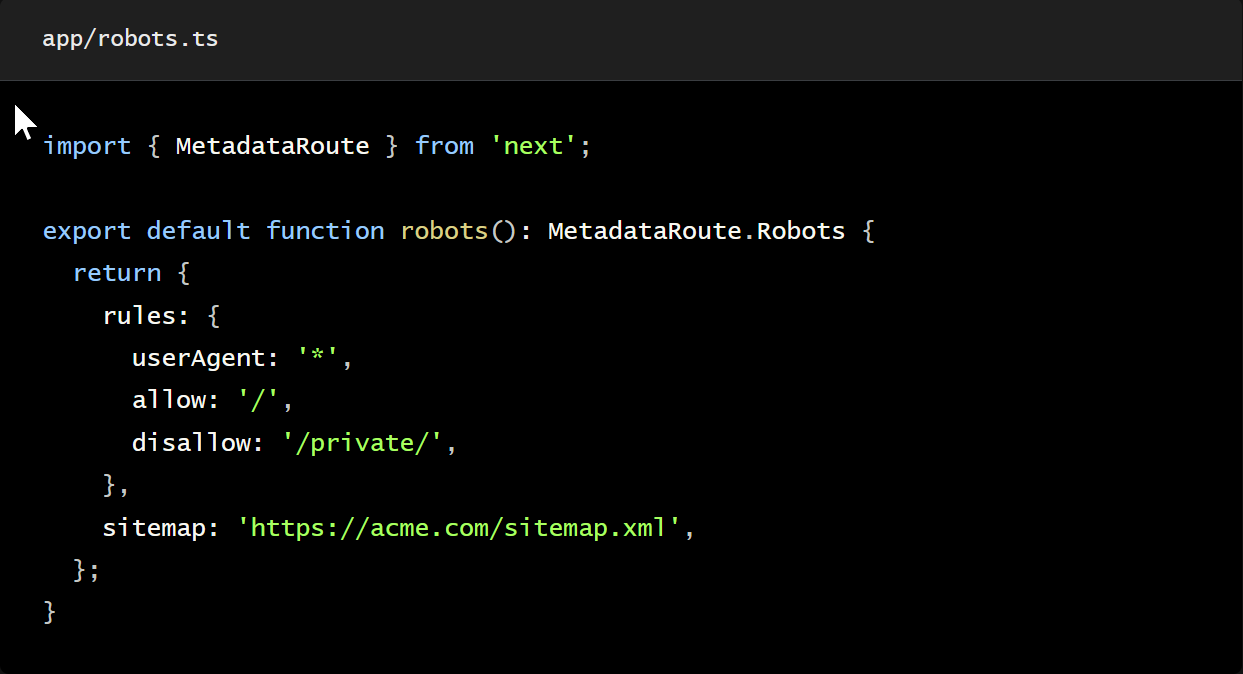 app/robots.ts
import { MetadataRoute } from 'next';
export default function robots(): MetadataRoute.Robots {
  return {
    rules: {
      userAgent: '*',
      allow: '/',
      disallow: '/private/',
    },
    sitemap: 'https://acme.com/sitemap.xml',
  };
}